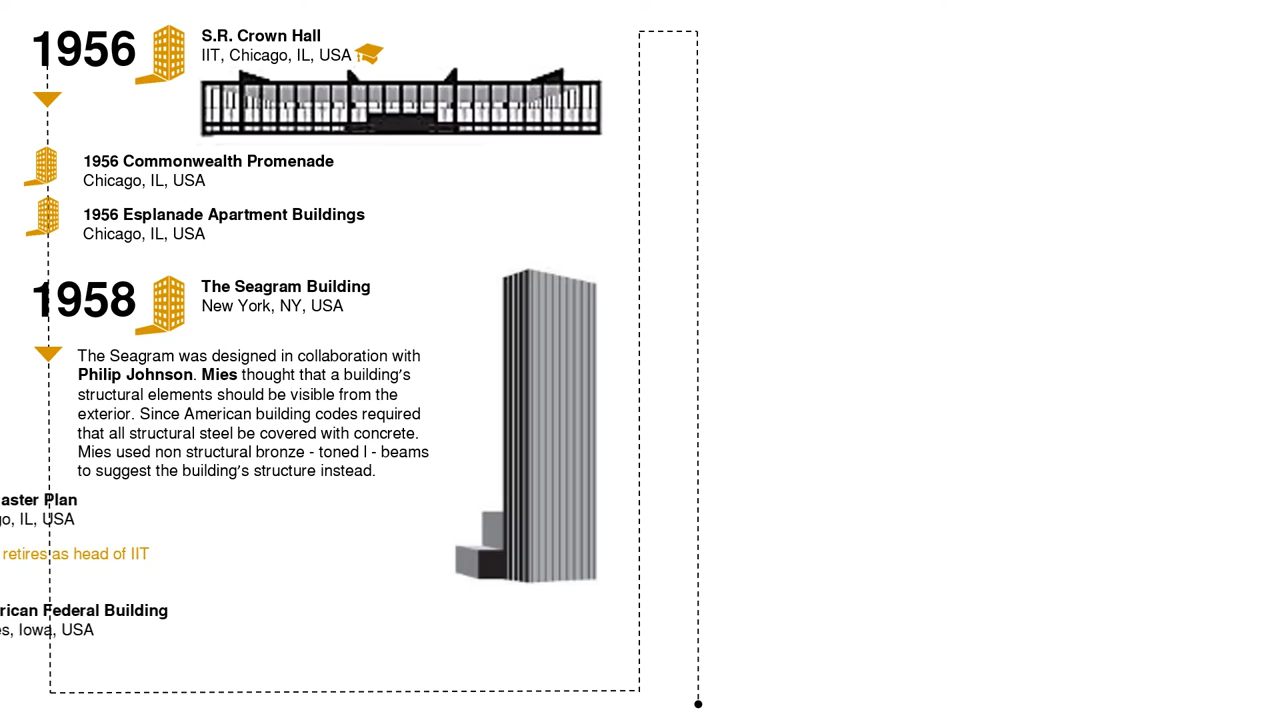 1956
S.R. Crown Hall
IIT, Chicago, IL, USA
1956 Commonwealth Promenade
Chicago, IL, USA
1956 Esplanade Apartment Buildings
Chicago, IL, USA
1958
The Seagram Building
New York, NY, USA
The Seagram was designed in collaboration with
Philip Johnson. Mies thought that a building's
structural elements should be visible from the
exterior. Since American building codes required
that all structural steel be covered with concrete.
Mies used non structural bronze - toned I - beams
to suggest the building's structure instead.
aster Plan
go, IL, USA
retires as head of IIT
rican Federal Building
es, Iowa, USA